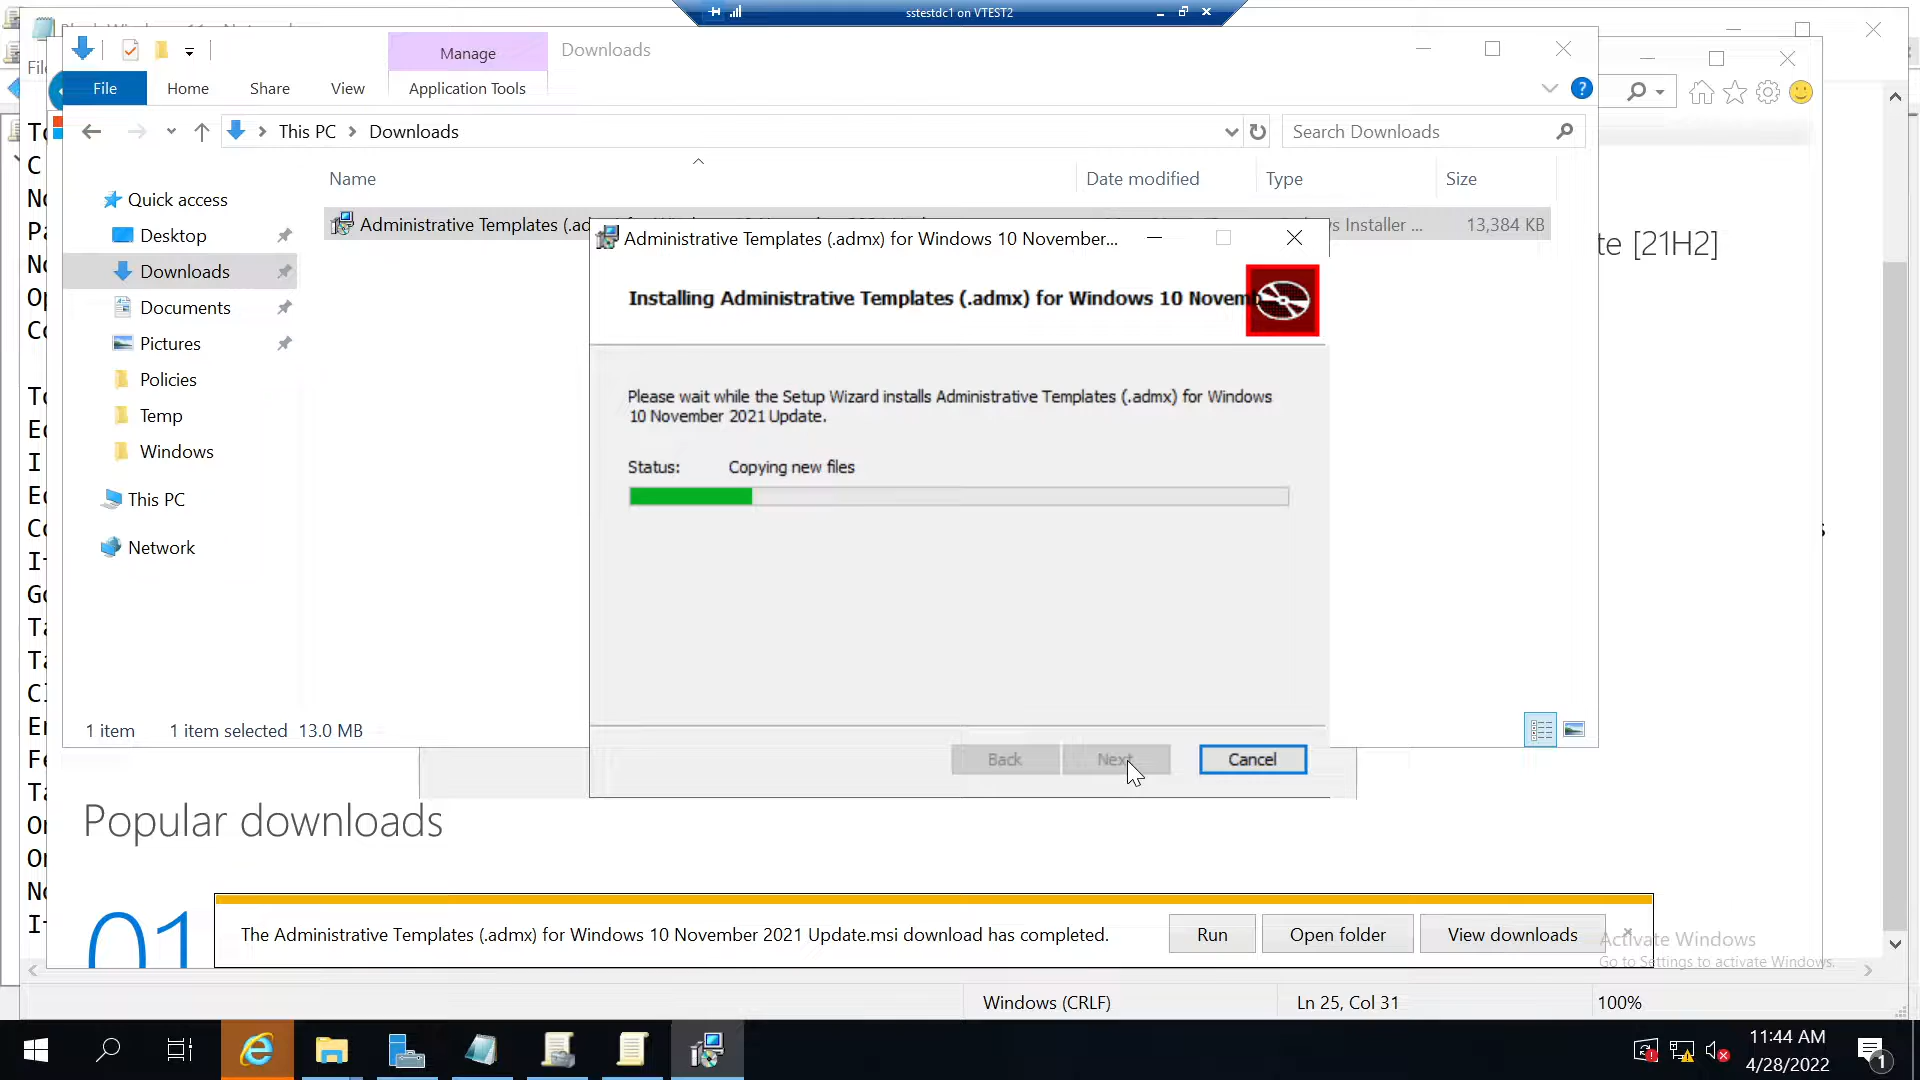 sstestdc1 on VTEST2
Manage
Downloads
File
Home
Share
View
Application Tools
This PC
Downloads
Search Downloads
Name
Date modified
Type
Size
Quick access
Desktop
Downloads
Documents
Pictures
Policies
Temp
Windows
This PC
Network
Administrative Templates (.ad
s Installer ...
13,384 KB
te [21H2]
Administrative Templates (.admx) for Windows 10 November...
Installing Administrative Templates (.admx) for Windows 10 Novemb
Please wait while the Setup Wizard installs Administrative Templates (.admx) for Windows
10 November 2021 Update.
Status: Copying new files
Back
Next
Cancel
1 item
1 item selected 13.0 MB
Popular downloads
01
The Administrative Templates (.admx) for Windows 10 November 2021 Update.msi download has completed.
Run
Open folder
View downloads
Activate Windows
Go to Settings to activate Windows.
Windows (CRLF)
Ln 25, Col 31
100%
11:44 AM
4/28/2022
1